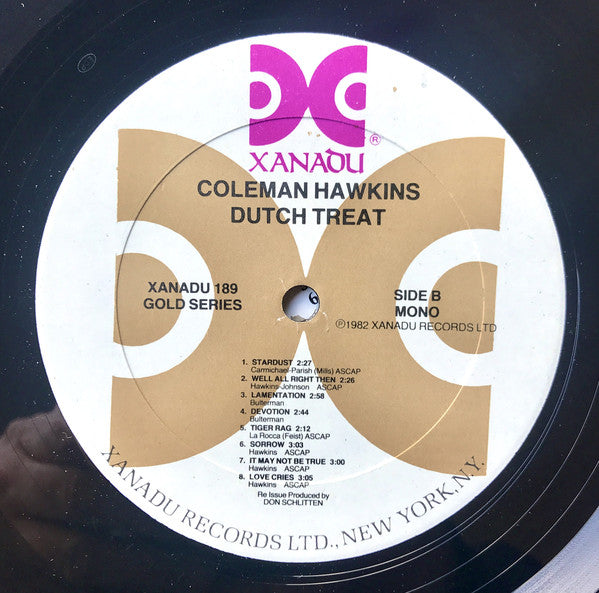 ®
XANADU
COLEMAN HAWKINS
DUTCH TREAT
XANADU 189
GOLD SERIES
SIDE B
MONO
℗1982 XANADU RECORDS LTD
6
1. STARDUST 2:27
Carmichael-Parish (Mills) ASCAP
2. WELL ALL RIGHT THEN 2:26
Hawkins-Johnson ASCAP
3. LAMENTATION 2:58
Bulterman
4. DEVOTION 2:44
Bulterman
5. TIGER RAG 2:12
La Rocca (Feist) ASCAP
6. SORROW 3:03
Hawkins ASCAP
7. IT MAY NOT BE TRUE 3:00
Hawkins ASCAP
8. LOVE CRIES 3:05
Hawkins ASCAP
Re Issue Produced by
DON SCHLITTEN
XANADU RECORDS LTD., NEW YORK, N.Y.